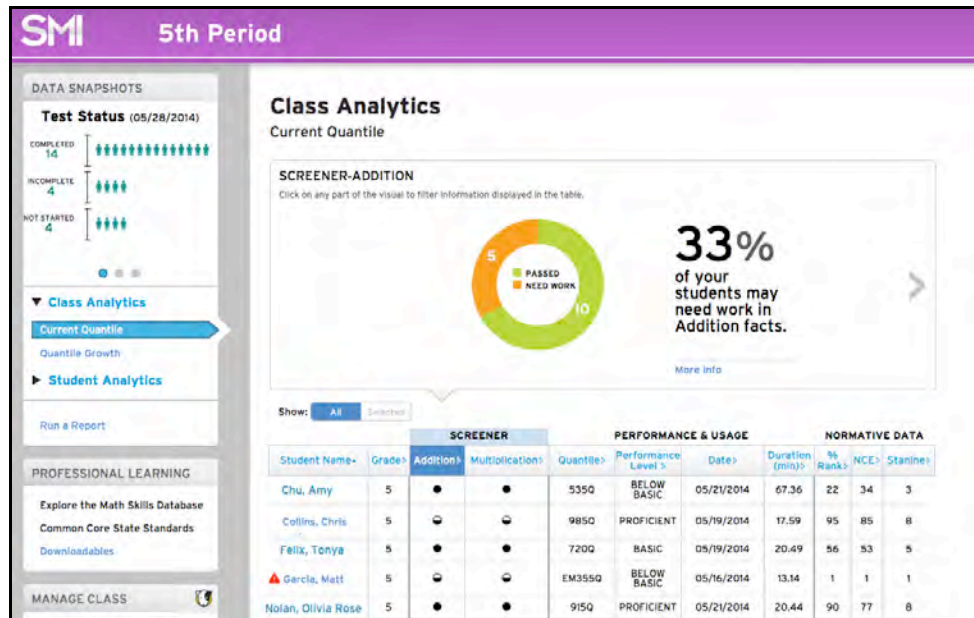 SMI 5th Period
DATA SNAPSHOTS
Test Status (05/28/2014)
COMPLETED
14
INCOMPLETE
4
NOT STARTED
4
Class Analytics
Current Quantile
Quantile Growth
Student Analytics
Run a Report
PROFESSIONAL LEARNING
Explore the Math Skills Database
Common Core State Standards
Downloadables
MANAGE CLASS
Class Analytics
Current Quantile
SCREENER-ADDITION
Click on any part of the visual to filter information displayed in the table.
5
PASSED
NEED WORK
10
33%
of your
students may
need work in
Addition facts.
More Info
Show: All Selected
SCREENER PERFORMANCE & USAGE NORMATIVE DATA
Student Name Grade Addition Multiplication Quantile Performance Level Date Duration (min) % Rank NCE Stanine
Chu, Amy 5 535Q BELOW BASIC 05/21/2014 67.36 22 34 3
Collins, Chris 5 985Q PROFICIENT 05/19/2014 17.59 95 85 8
Felix, Tonya 5 720Q BASIC 05/19/2014 20.49 56 53 5
Garcia, Matt 5 EM355Q BELOW BASIC 05/16/2014 13.14 1 1 1
Nolan, Olivia Rose 5 915Q PROFICIENT 05/21/2014 20.44 90 77 8